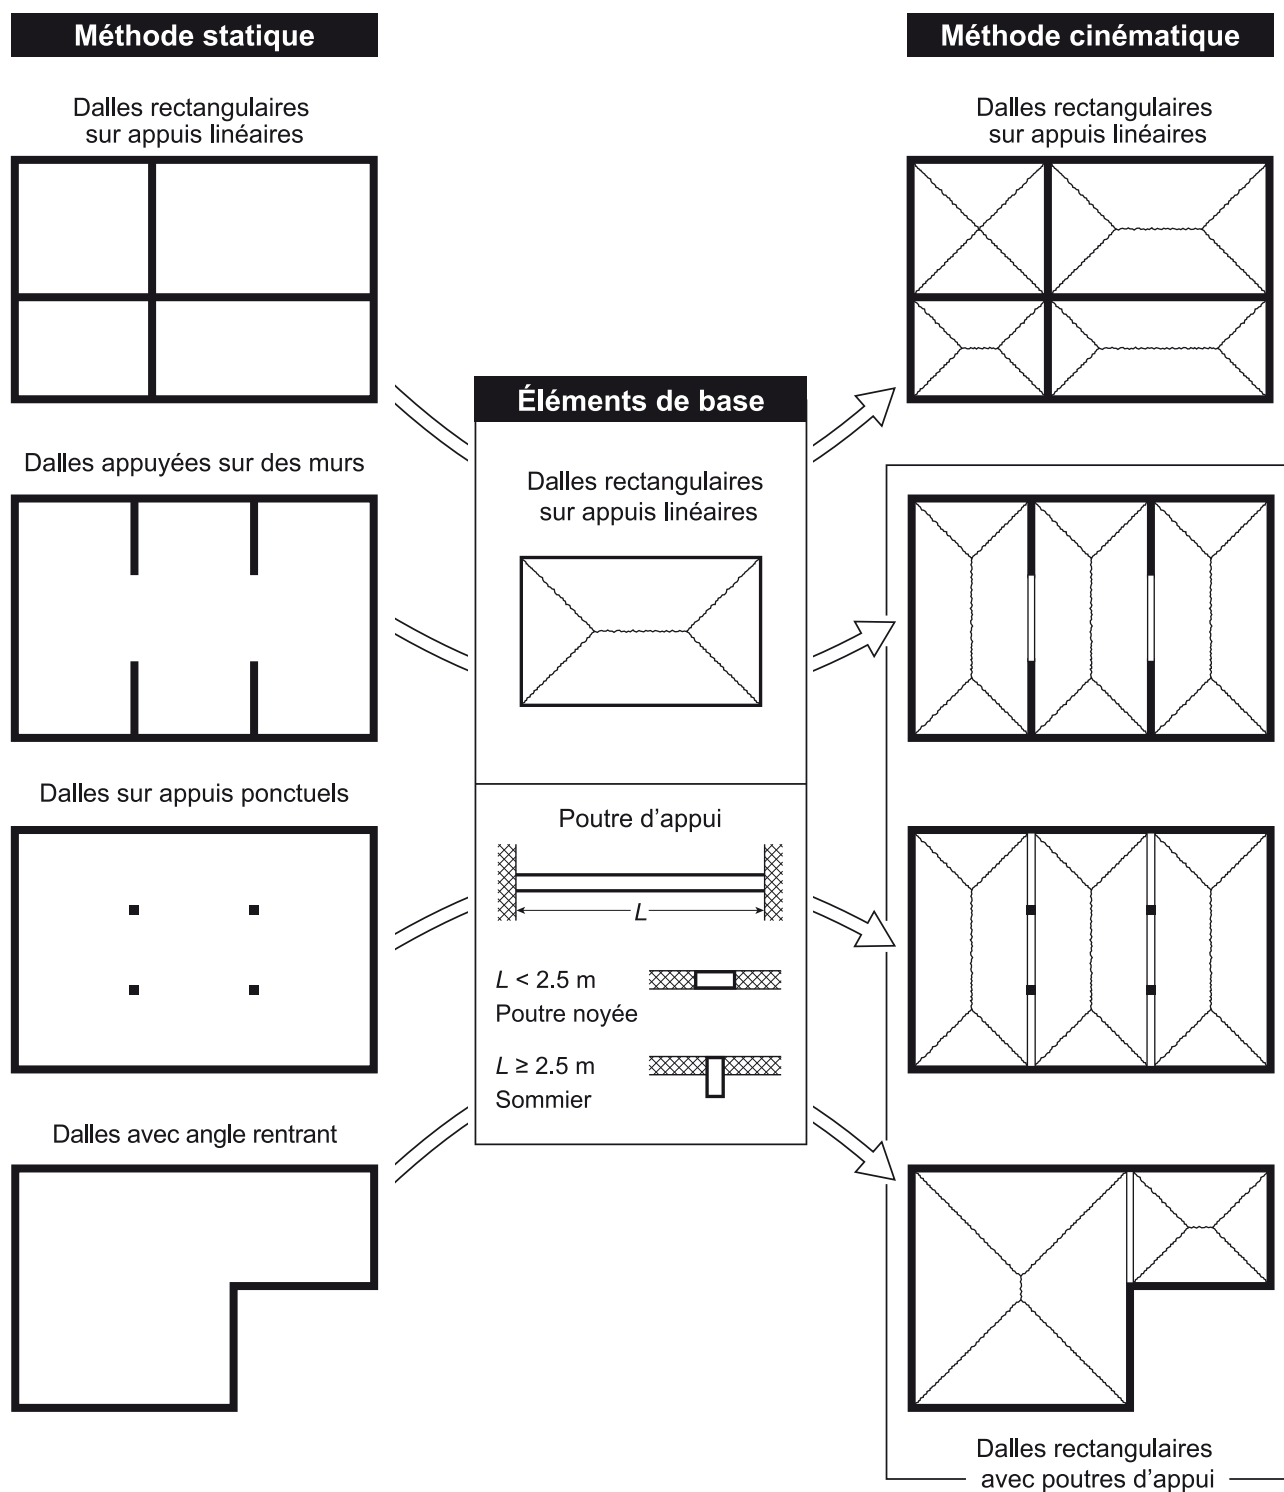 Méthode statique
Méthode cinématique
Dalles rectangulaires
sur appuis linéaires
Dalles rectangulaires
sur appuis linéaires
Éléments de base
Dalles appuyées sur des murs
Dalles rectangulaires
sur appuis linéaires
Dalles sur appuis ponctuels
Poutre d'appui
L
L < 2.5 m
Poutre noyée
L ≥ 2.5 m
Sommier
Dalles avec angle rentrant
Dalles rectangulaires
avec poutres d'appui